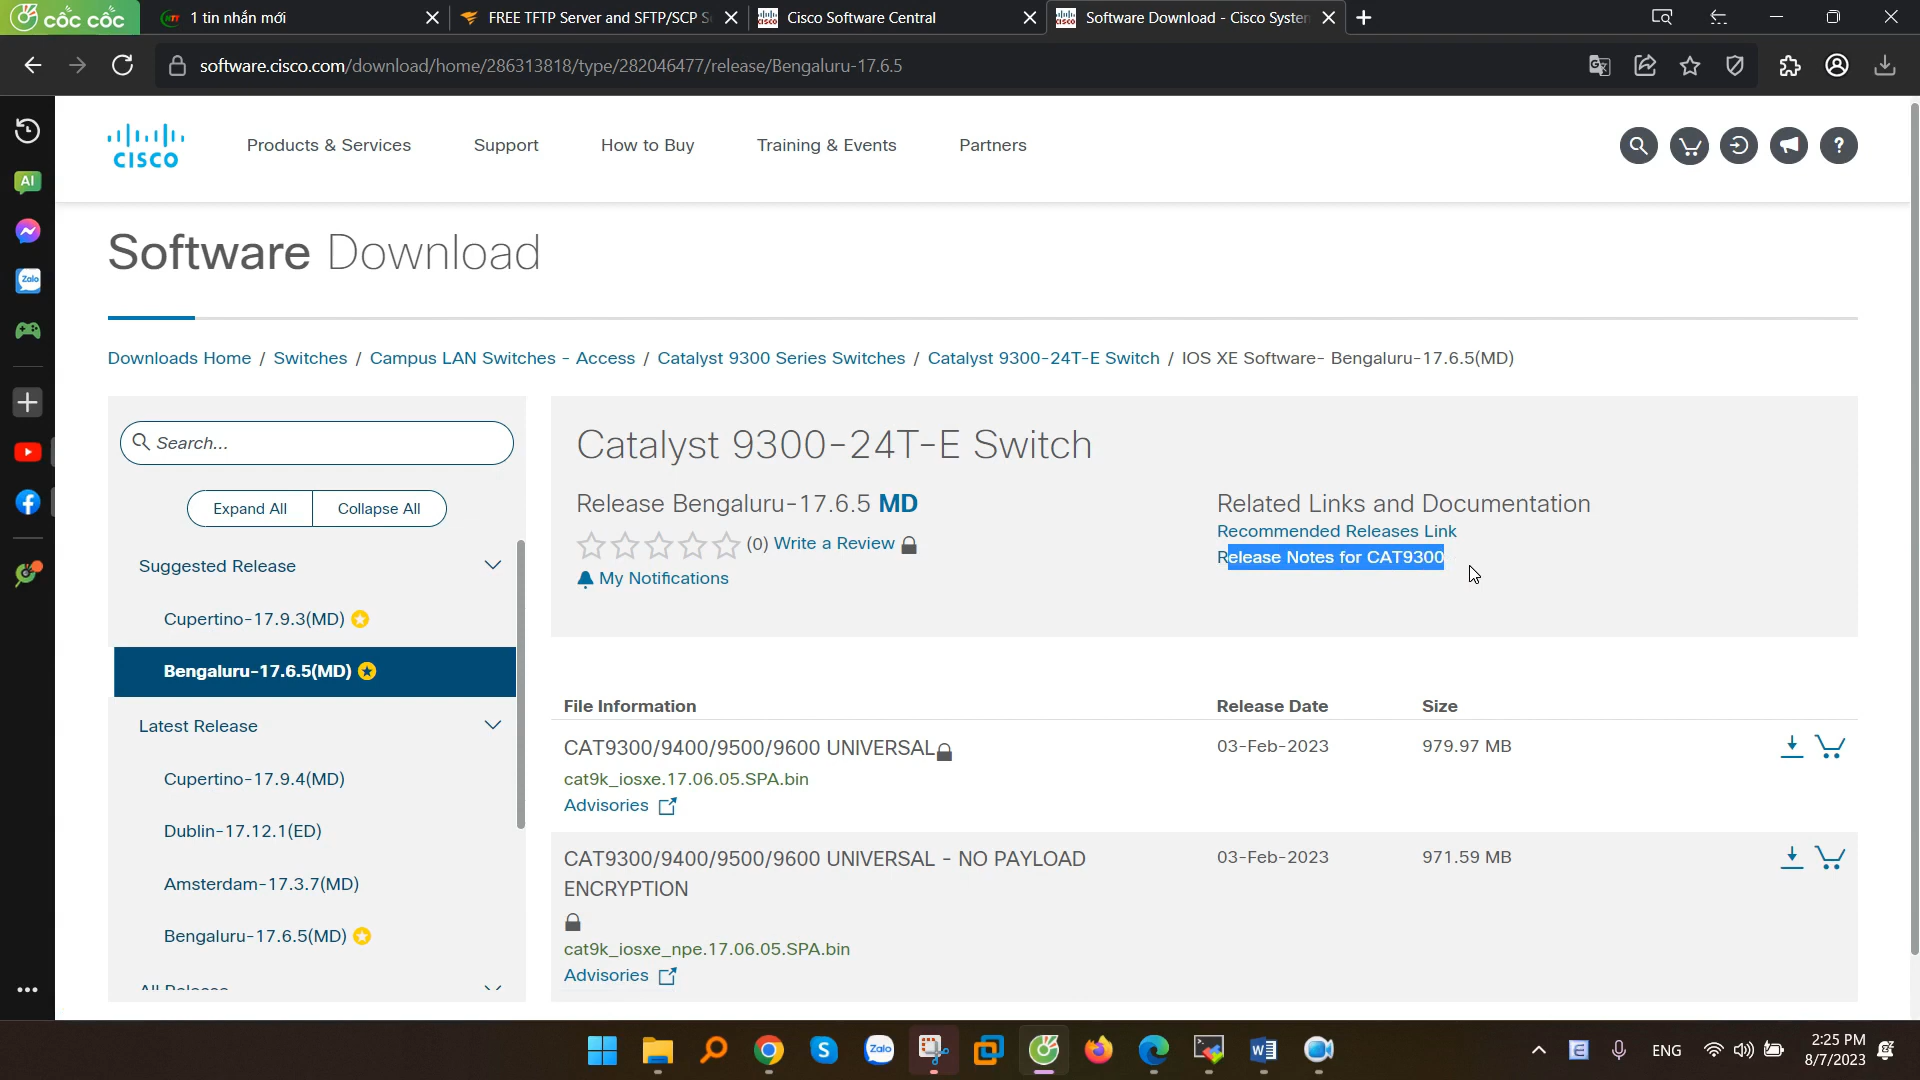 cốc cốc
1 tin nhắn mới
FREE TFTP Server and SFTP/SCP S
Cisco Software Central
Software Download - Cisco System
software.cisco.com/download/home/286313818/type/282046477/release/Bengaluru-17.6.5
AI
Zalo
CISCO
Products & Services
Support
How to Buy
Training & Events
Partners
?
Software Download
Downloads Home / Switches / Campus LAN Switches - Access / Catalyst 9300 Series Switches / Catalyst 9300-24T-E Switch / IOS XE Software- Bengaluru-17.6.5(MD)
Search...
Expand All
Collapse All
Suggested Release
Cupertino-17.9.3(MD)
Bengaluru-17.6.5(MD)
Latest Release
Cupertino-17.9.4(MD)
Dublin-17.12.1(ED)
Amsterdam-17.3.7(MD)
Bengaluru-17.6.5(MD)
All Release
Catalyst 9300-24T-E Switch
Release Bengaluru-17.6.5 MD
(0) Write a Review
My Notifications
Related Links and Documentation
Recommended Releases Link
Release Notes for CAT9300
File Information
Release Date
Size
CAT9300/9400/9500/9600 UNIVERSAL
03-Feb-2023
979.97 MB
cat9k_iosxe.17.06.05.SPA.bin
Advisories
CAT9300/9400/9500/9600 UNIVERSAL - NO PAYLOAD
ENCRYPTION
03-Feb-2023
971.59 MB
cat9k_iosxe_npe.17.06.05.SPA.bin
Advisories
S
Zalo
W
E
ENG
2:25 PM
8/7/2023